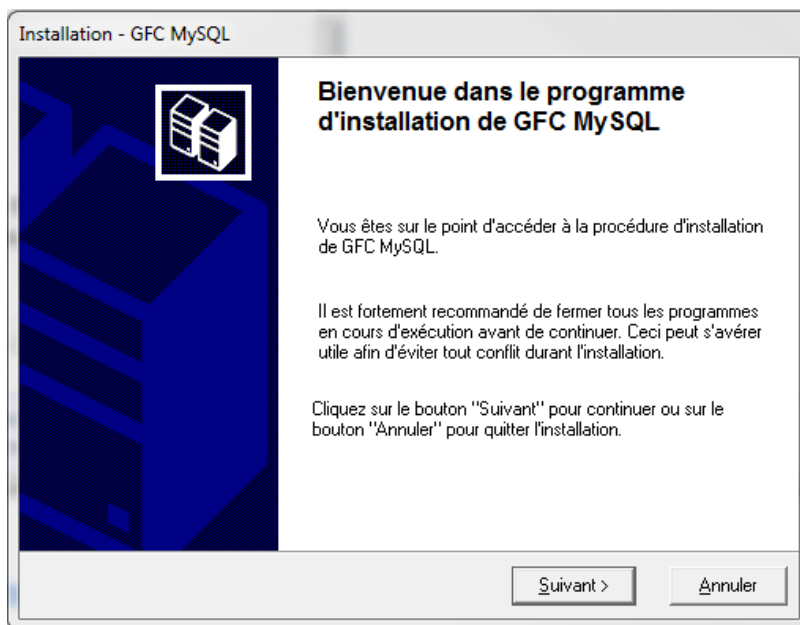 Installation - GFC MySQL
Bienvenue dans le programme
d'installation de GFC MySQL
Vous êtes sur le point d'accéder à la procédure d'installation
de GFC MySQL.
Il est fortement recommandé de fermer tous les programmes
en cours d'exécution avant de continuer. Ceci peut s'avérer
utile afin d'éviter tout conflit durant l'installation.
Cliquez sur le bouton "Suivant" pour continuer ou sur le
bouton "Annuler" pour quitter l'installation.
Suivant >
Annuler